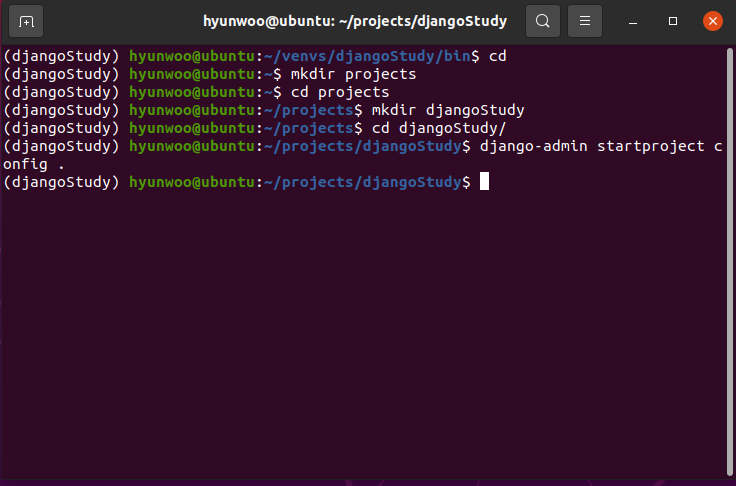 hyunwoo@ubuntu: ~/projects/djangoStudy
(djangoStudy) hyunwoo@ubuntu:~/venvs/djangoStudy/bin$ cd
(djangoStudy) hyunwoo@ubuntu:~$ mkdir projects
(djangoStudy) hyunwoo@ubuntu:~$ cd projects
(djangoStudy) hyunwoo@ubuntu:~/projects$ mkdir djangoStudy
(djangoStudy) hyunwoo@ubuntu:~/projects$ cd djangoStudy/
(djangoStudy) hyunwoo@ubuntu:~/projects/djangoStudy$ django-admin startproject c
onfig .
(djangoStudy) hyunwoo@ubuntu:~/projects/djangoStudy$